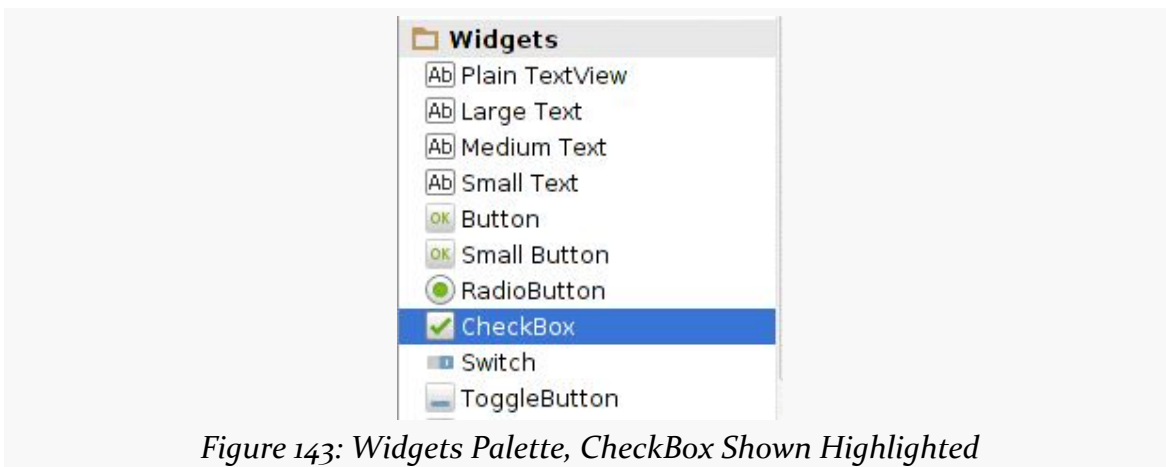 Widgets
Ab Plain TextView
Ab Large Text
Ab Medium Text
Ab Small Text
OK Button
OK Small Button
RadioButton
CheckBox
Switch
ToggleButton
Figure 143: Widgets Palette, CheckBox Shown Highlighted